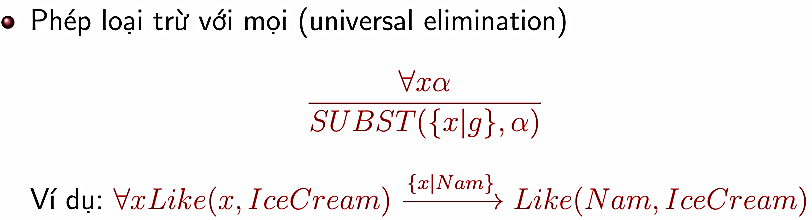 Phép loại trừ với mọi (universal elimination)
∀xα
SUBST({x|g}, α)
Ví dụ: ∀xLike(x, IceCream) {x|Nam}→ Like(Nam, IceCream)